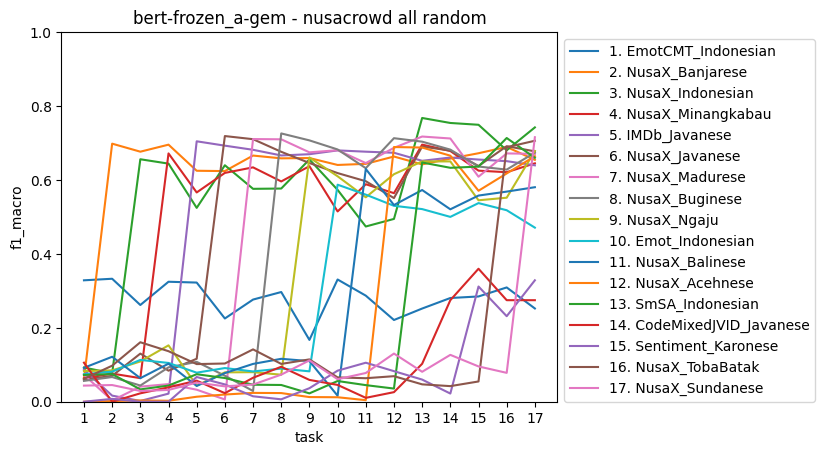 bert-frozen_a-gem - nusacrowd all random
1.0
0.8
0.6
0.4
0.2
0.0
f1_macro
1 2 3 4 5 6 7 8 9 10 11 12 13 14 15 16 17
task
1. EmotCMT_Indonesian
2. NusaX_Banjarese
3. NusaX_Indonesian
4. NusaX_Minangkabau
5. IMDb_Javanese
6. NusaX_Javanese
7. NusaX_Madurese
8. NusaX_Buginese
9. NusaX_Ngaju
10. Emot_Indonesian
11. NusaX_Balinese
12. NusaX_Acehnese
13. SmSA_Indonesian
14. CodeMixedJVID_Javanese
15. Sentiment_Karonese
16. NusaX_TobaBatak
17. NusaX_Sundanese